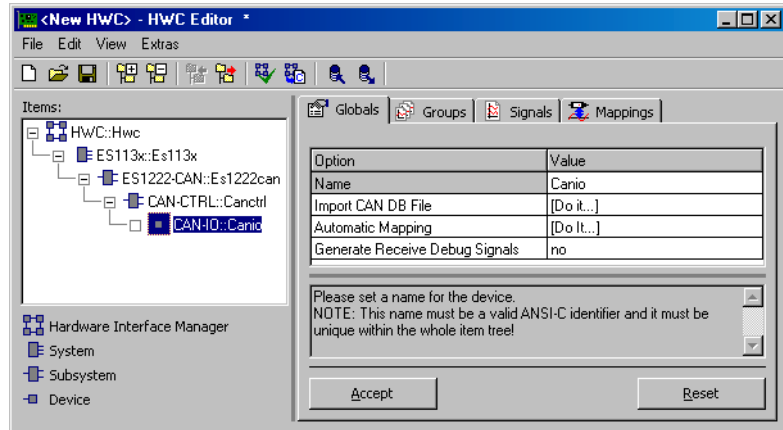 <New HWC> - HWC Editor *
File Edit View Extras
Items:
HWC::Hwc
ES113x::Es113x
ES1222-CAN::Es1222can
CAN-CTRL::Canctrl
CAN-IO::Canio
Hardware Interface Manager
System
Subsystem
Device
Globals Groups Signals Mappings
Option Value
Name Canio
Import CAN DB File [Do it...]
Automatic Mapping [Do It...]
Generate Receive Debug Signals no
Please set a name for the device.
NOTE: This name must be a valid ANSI-C identifier and it must be
unique within the whole item tree!
Accept Reset